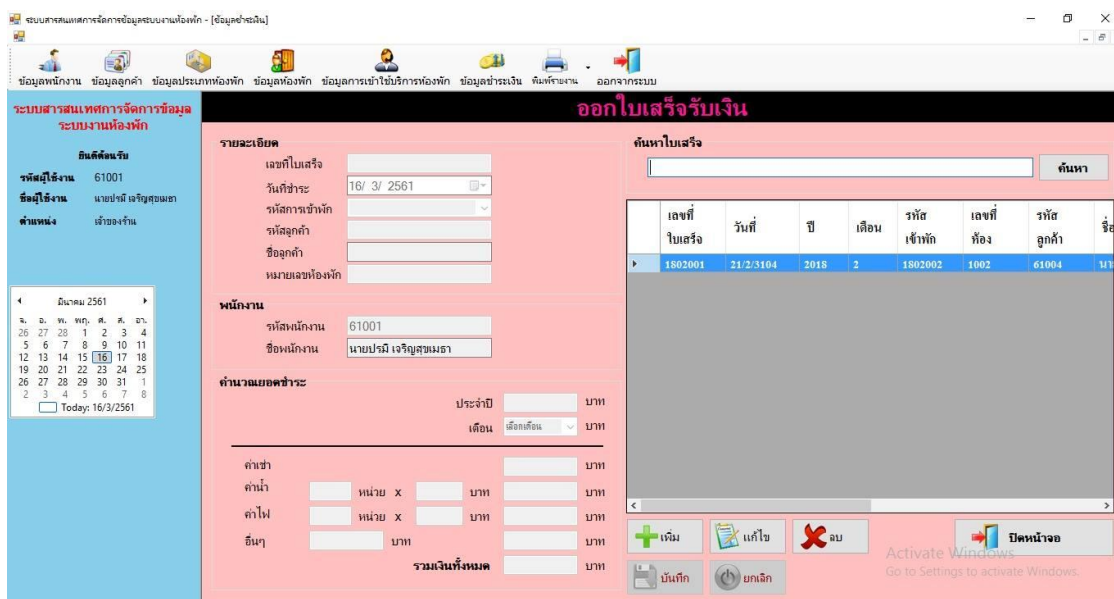 ระบบสารสนเทศการจัดการข้อมูลระบบงานห้องพัก - [ข้อมูลชำระเงิน]
ข้อมูลพนักงาน ข้อมูลลูกค้า ข้อมูลประเภทห้องพัก ข้อมูลห้องพัก ข้อมูลการเข้าใช้บริการห้องพัก ข้อมูลชำระเงิน พิมพ์รายงาน ออกจากระบบ
ระบบสารสนเทศการจัดการข้อมูล
ระบบงานห้องพัก
ยินดีต้อนรับ
รหัสผู้ใช้งาน 61001
ชื่อผู้ใช้งาน นายปรมี เจริญสุขเมธา
ตำแหน่ง เจ้าของร้าน
มีนาคม 2561
จ. อ. พ. พฤ. ศ. ส. อา.
26 27 28 1 2 3 4
5 6 7 8 9 10 11
12 13 14 15 16 17 18
19 20 21 22 23 24 25
26 27 28 29 30 31 1
2 3 4 5 6 7 8
Today: 16/3/2561
ออกใบเสร็จรับเงิน
รายละเอียด
เลขที่ใบเสร็จ
วันที่ชำระ 16/ 3/ 2561
รหัสการเข้าพัก
รหัสลูกค้า
ชื่อลูกค้า
หมายเลขห้องพัก
พนักงาน
รหัสพนักงาน 61001
ชื่อพนักงาน นายปรมี เจริญสุขเมธา
คำนวณยอดชำระ
ประจำปี บาท
เดือน เลือกเดือน บาท
ค่าเช่า บาท
ค่าน้ำ หน่วย X บาท บาท
ค่าไฟ หน่วย X บาท บาท
อื่นๆ บาท บาท
รวมเงินทั้งหมด บาท
ค้นหาใบเสร็จ
ค้นหา
เลขที่ใบเสร็จ วันที่ ปี เดือน รหัสเข้าพัก เลขที่ห้อง รหัสลูกค้า
1802001 21/2/3104 2018 2 1802002 1002 61004
เพิ่ม แก้ไข ลบ ปิดหน้าจอ
บันทึก ยกเลิก
Activate Windows
Go to Settings to activate Windows.